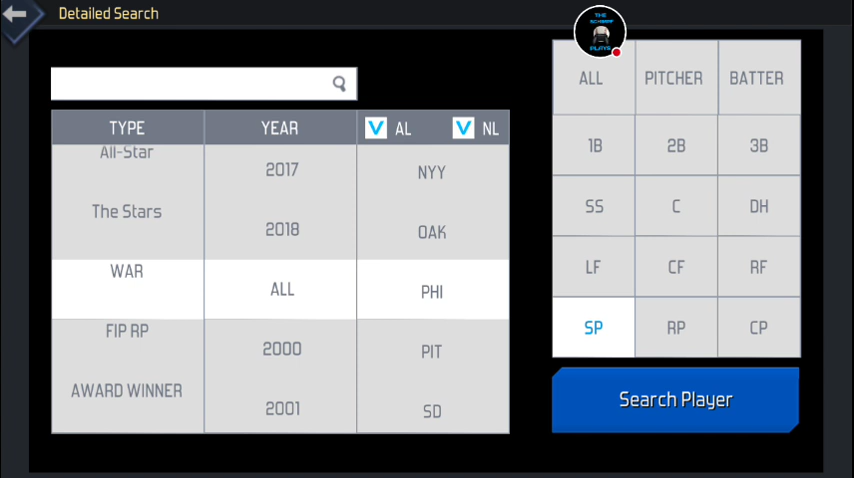 Detailed Search
THE
PLAYS
TYPE
YEAR
AL
NL
All-Star
The Stars
WAR
FIP RP
AWARD WINNER
2017
2018
ALL
2000
2001
NYY
OAK
PHI
PIT
SD
ALL
PITCHER
BATTER
1B
2B
3B
SS
C
DH
LF
CF
RF
SP
RP
CP
Search Player